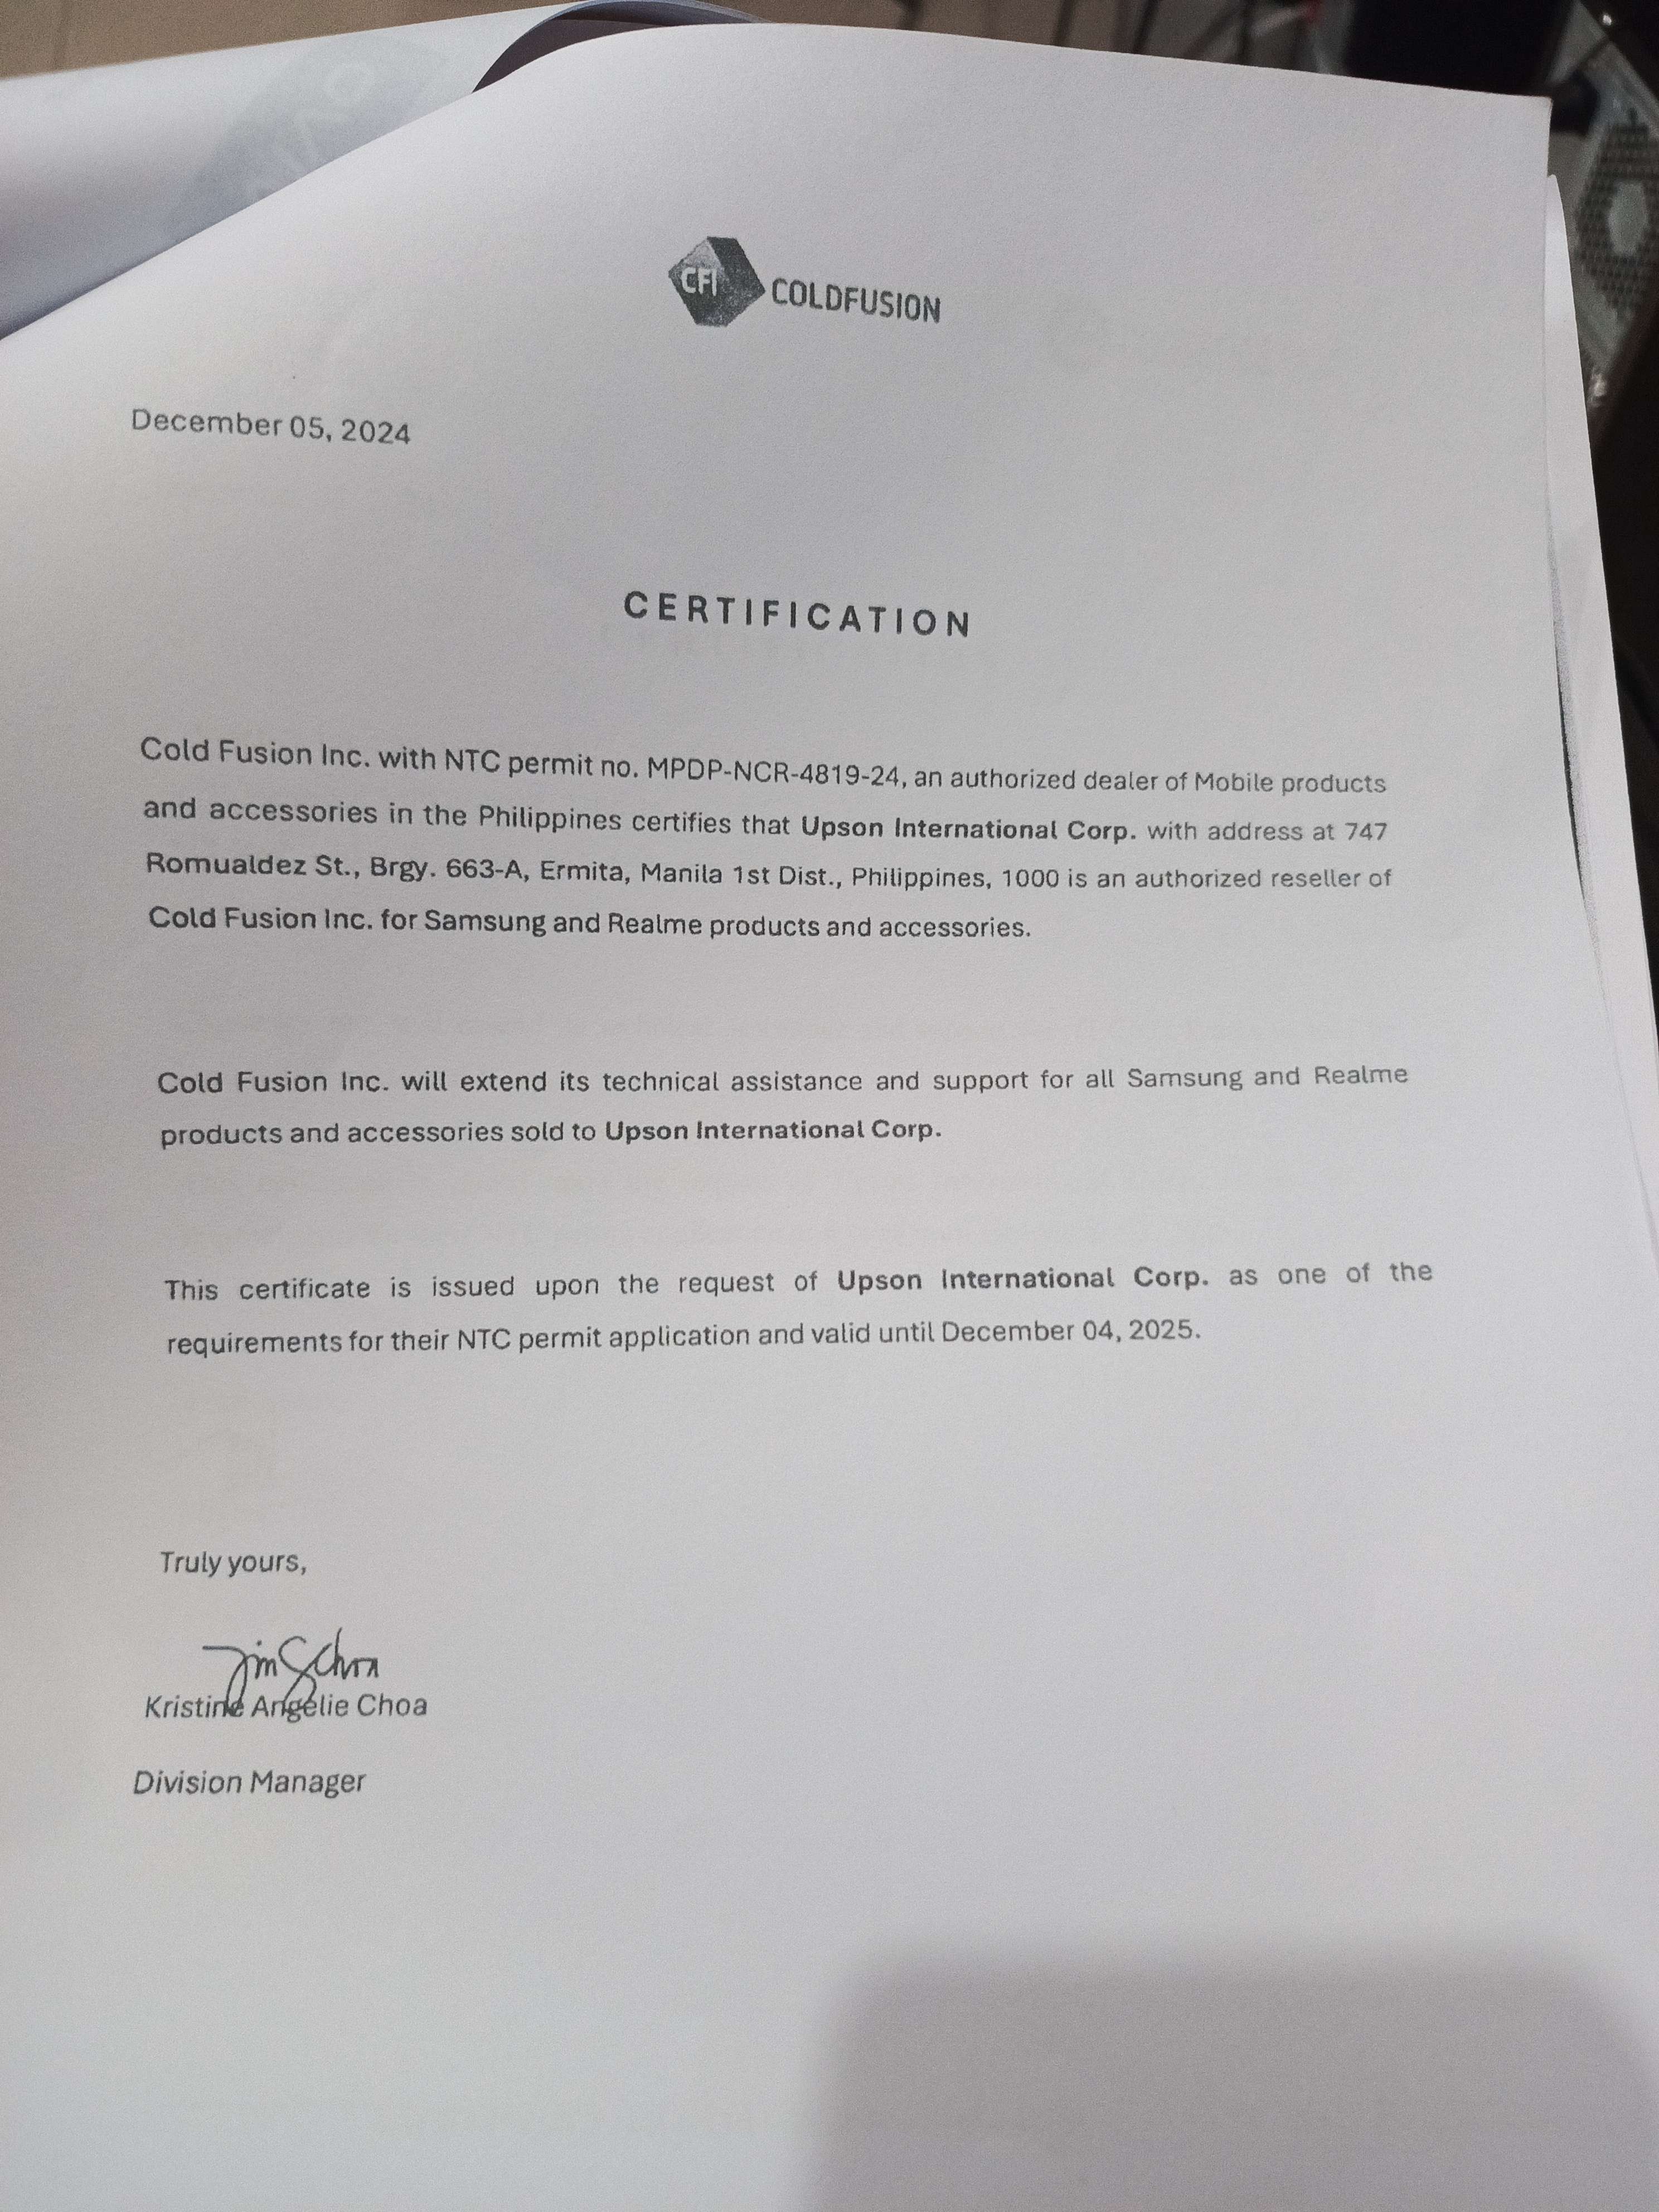 CFI COLDFUSION
December 05, 2024
CERTIFICATION
Cold Fusion Inc. with NTC permit no. MPDP-NCR-4819-24, an authorized dealer of Mobile products
and accessories in the Philippines certifies that Upson International Corp. with address at 747
Romualdez St., Brgy. 663-A, Ermita, Manila 1st Dist., Philippines, 1000 is an authorized reseller of
Cold Fusion Inc. for Samsung and Realme products and accessories.
Cold Fusion Inc. will extend its technical assistance and support for all Samsung and Realme
products and accessories sold to Upson International Corp.
This certificate is issued upon the request of Upson International Corp. as one of the
requirements for their NTC permit application and valid until December 04, 2025.
Truly yours,
Kristine Angelie Choa
Division Manager